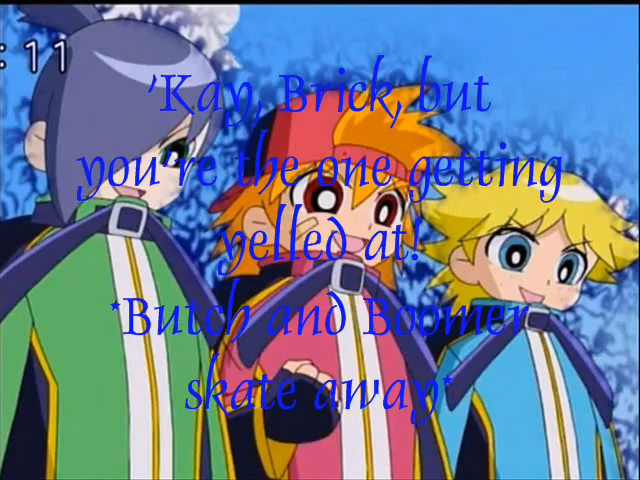 :11
'Kay, Brick, but
you're the one getting
yelled at!
*Butch and Boomer
skate away*